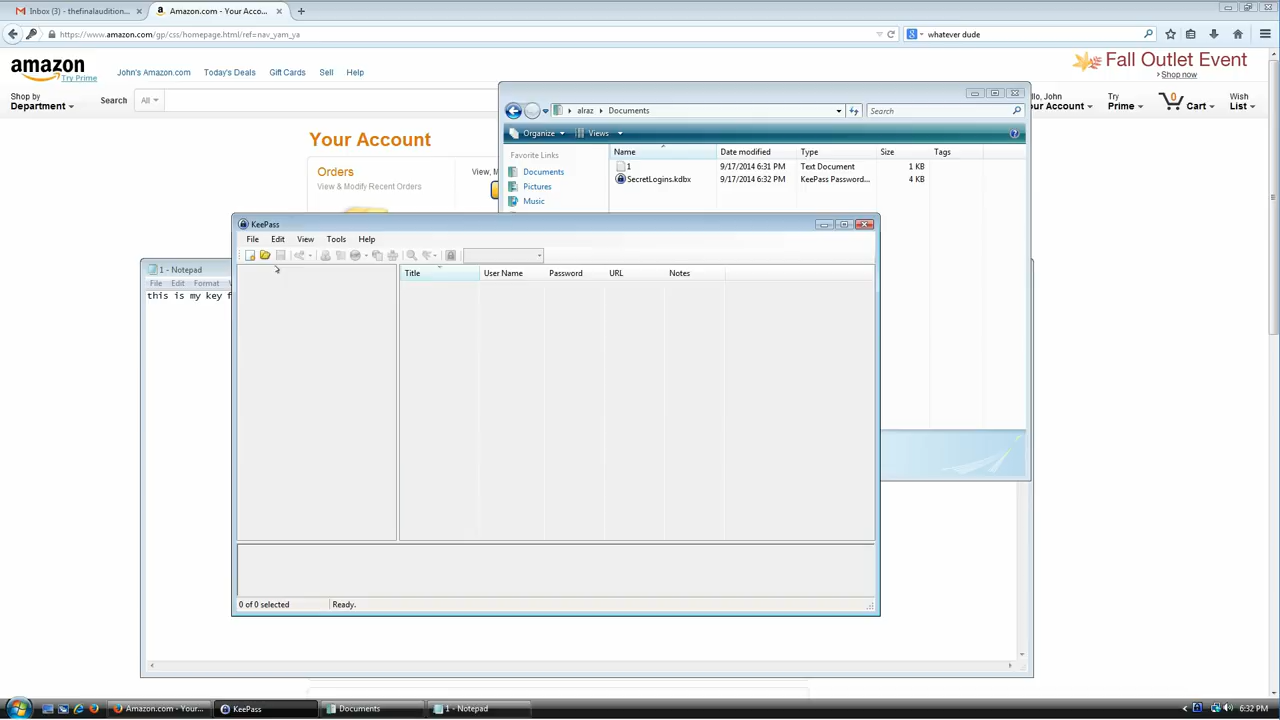 Inbox (3) - thefinalaudition...
Amazon.com - Your Acco...
https://www.amazon.com/gp/css/homepage.html/ref=nav_yam_ya
whatever dude
amazon
Try Prime
John's Amazon.com Today's Deals Gift Cards Sell Help
Fall Outlet Event
Shop now
Shop by
Department
Search All
llo, John
our Account
Try
Prime
0
Cart
Wish
List
Your Account
Orders
View & Modify Recent Orders
View, M
alraz Documents
Search
Organize Views
Favorite Links
Documents
Pictures
Music
Name Date modified Type Size Tags
1 9/17/2014 6:31 PM Text Document 1 KB
SecretLogins.kdbx 9/17/2014 6:32 PM KeePass Password... 4 KB
KeePass
File Edit View Tools Help
Title User Name Password URL Notes
0 of 0 selected Ready.
1 - Notepad
File Edit Format
this is my key f
Amazon.com - Your...
KeePass
Documents
1 - Notepad
6:32 PM